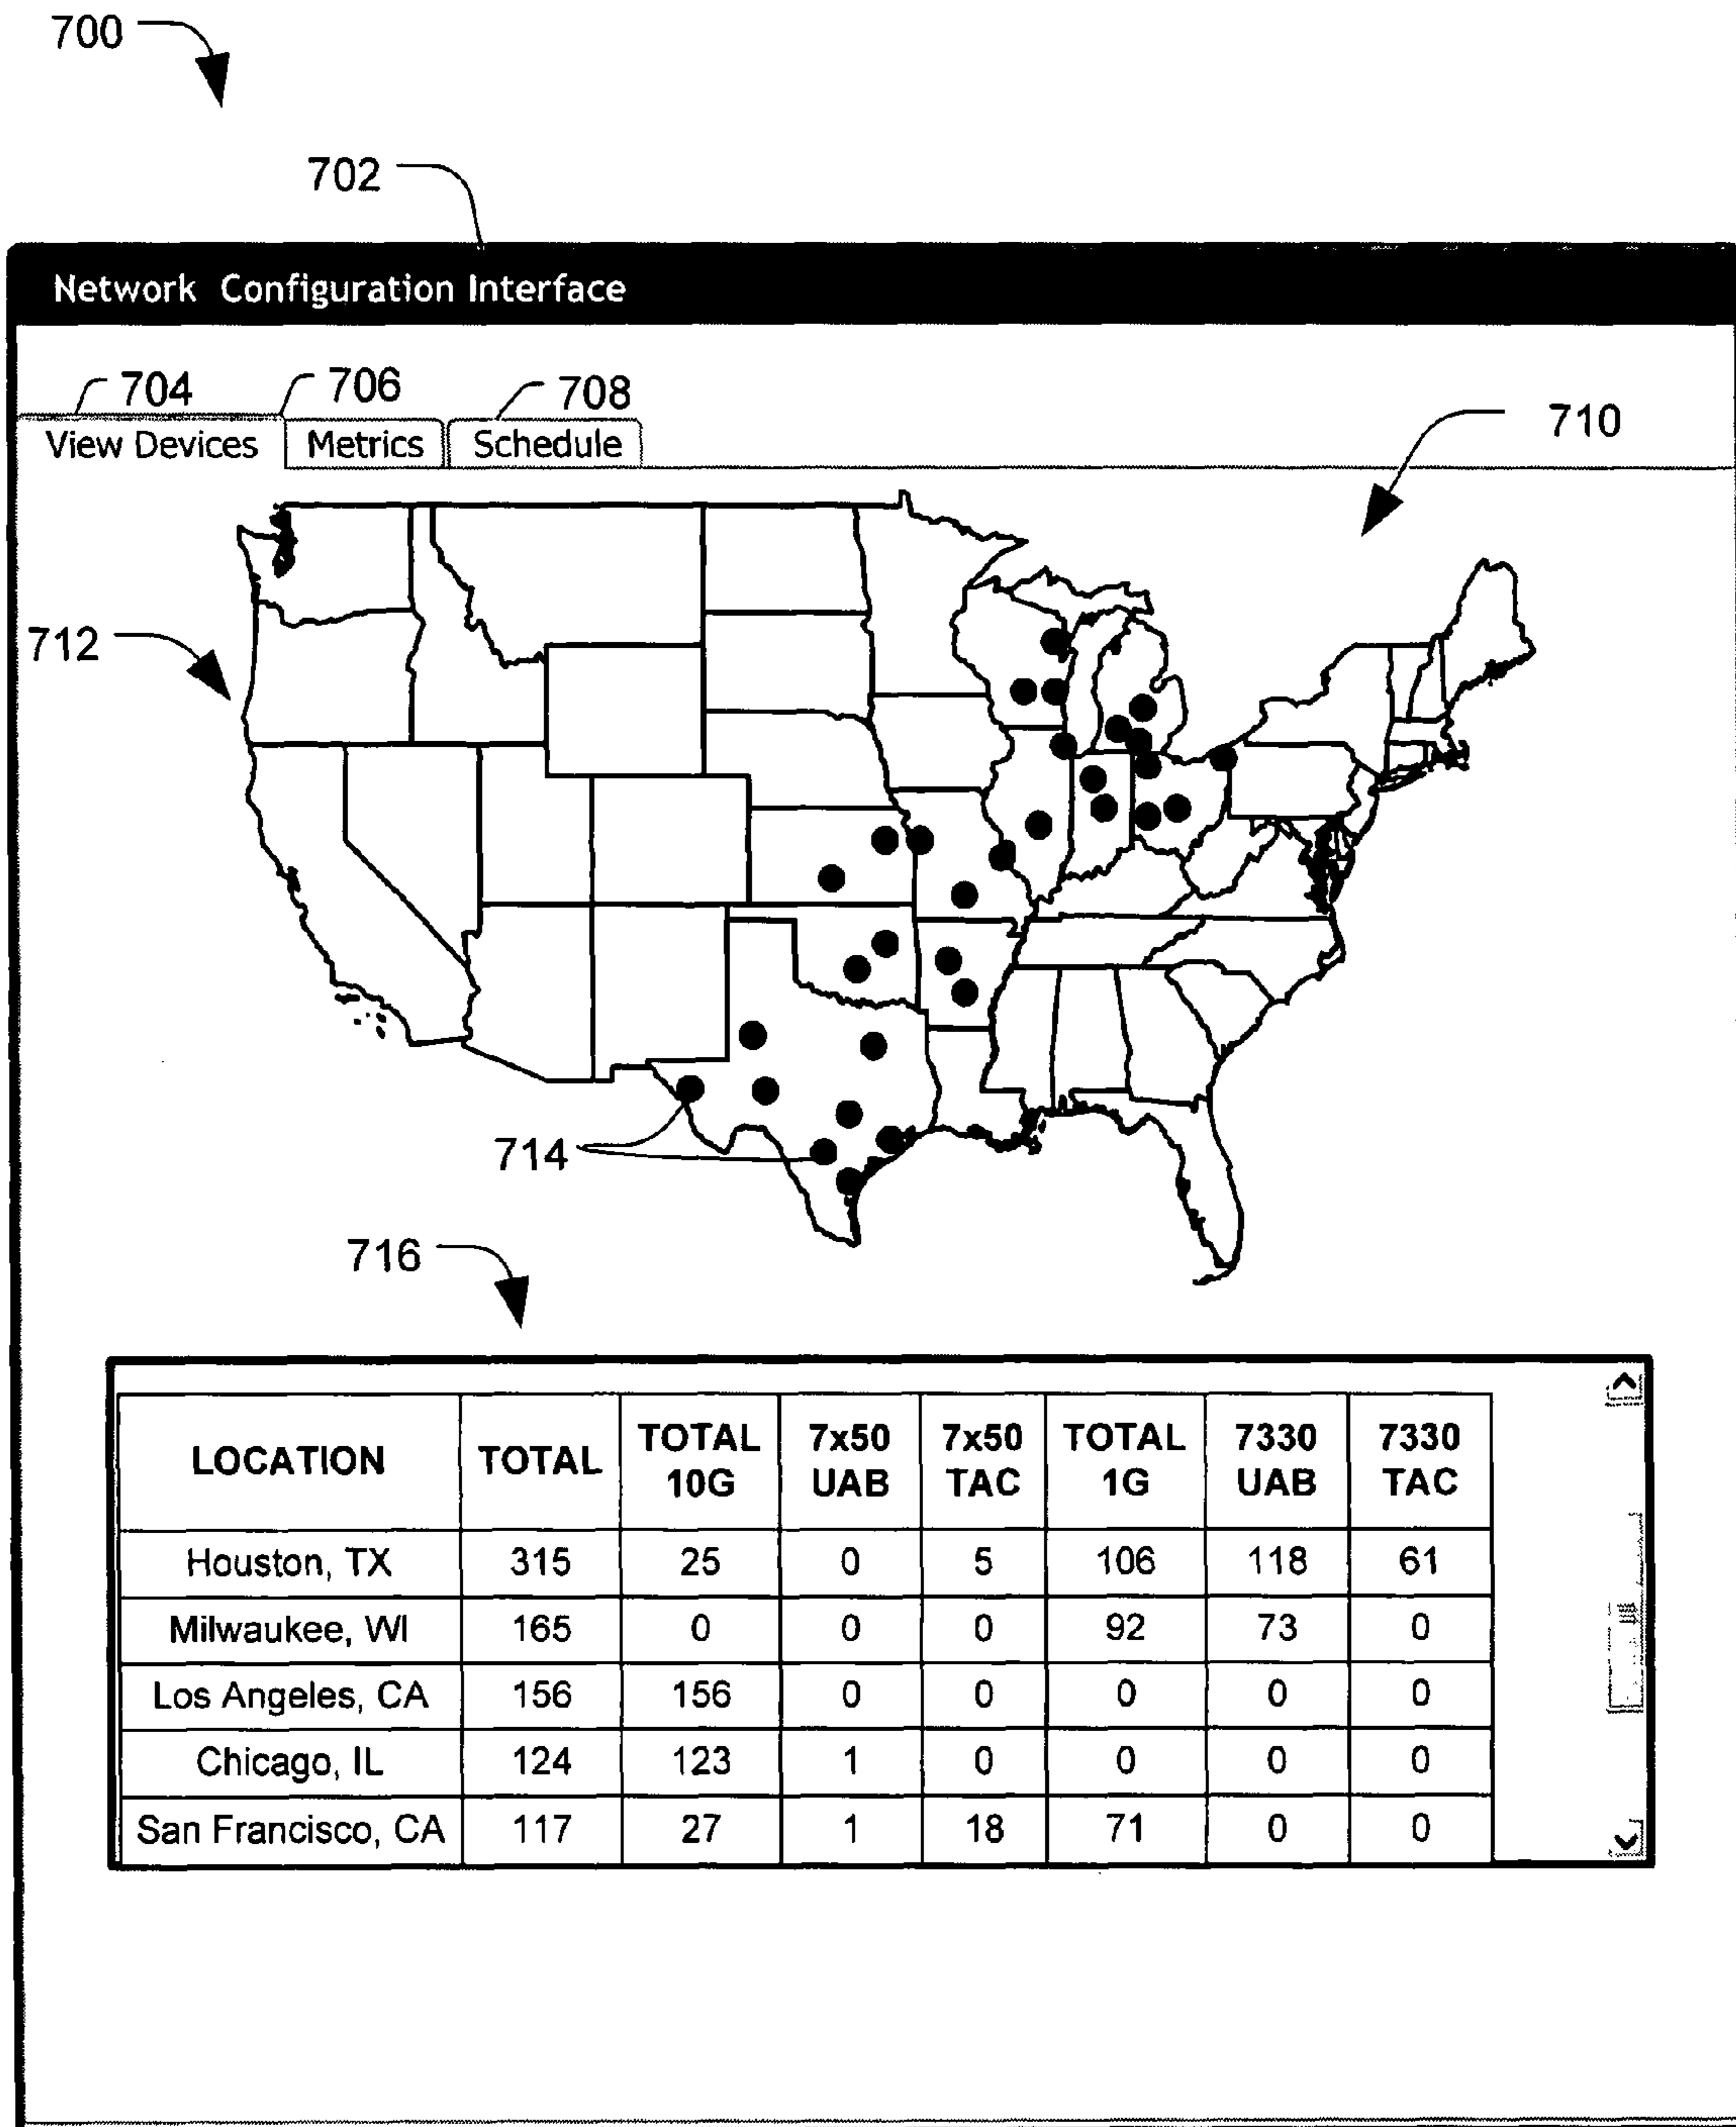 700
702
Network Configuration Interface
704 706 708
710
View Devices Metrics Schedule
712
714
716
LOCATION TOTAL TOTAL 10G 7x50 UAB 7x50 TAC TOTAL 1G 7330 UAB 7330 TAC
Houston, TX 315 25 0 5 106 118 61
Milwaukee, WI 165 0 0 0 92 73 0
Los Angeles, CA 156 156 0 0 0 0 0
Chicago, IL 124 123 1 0 0 0 0
San Francisco, CA 117 27 1 18 71 0 0